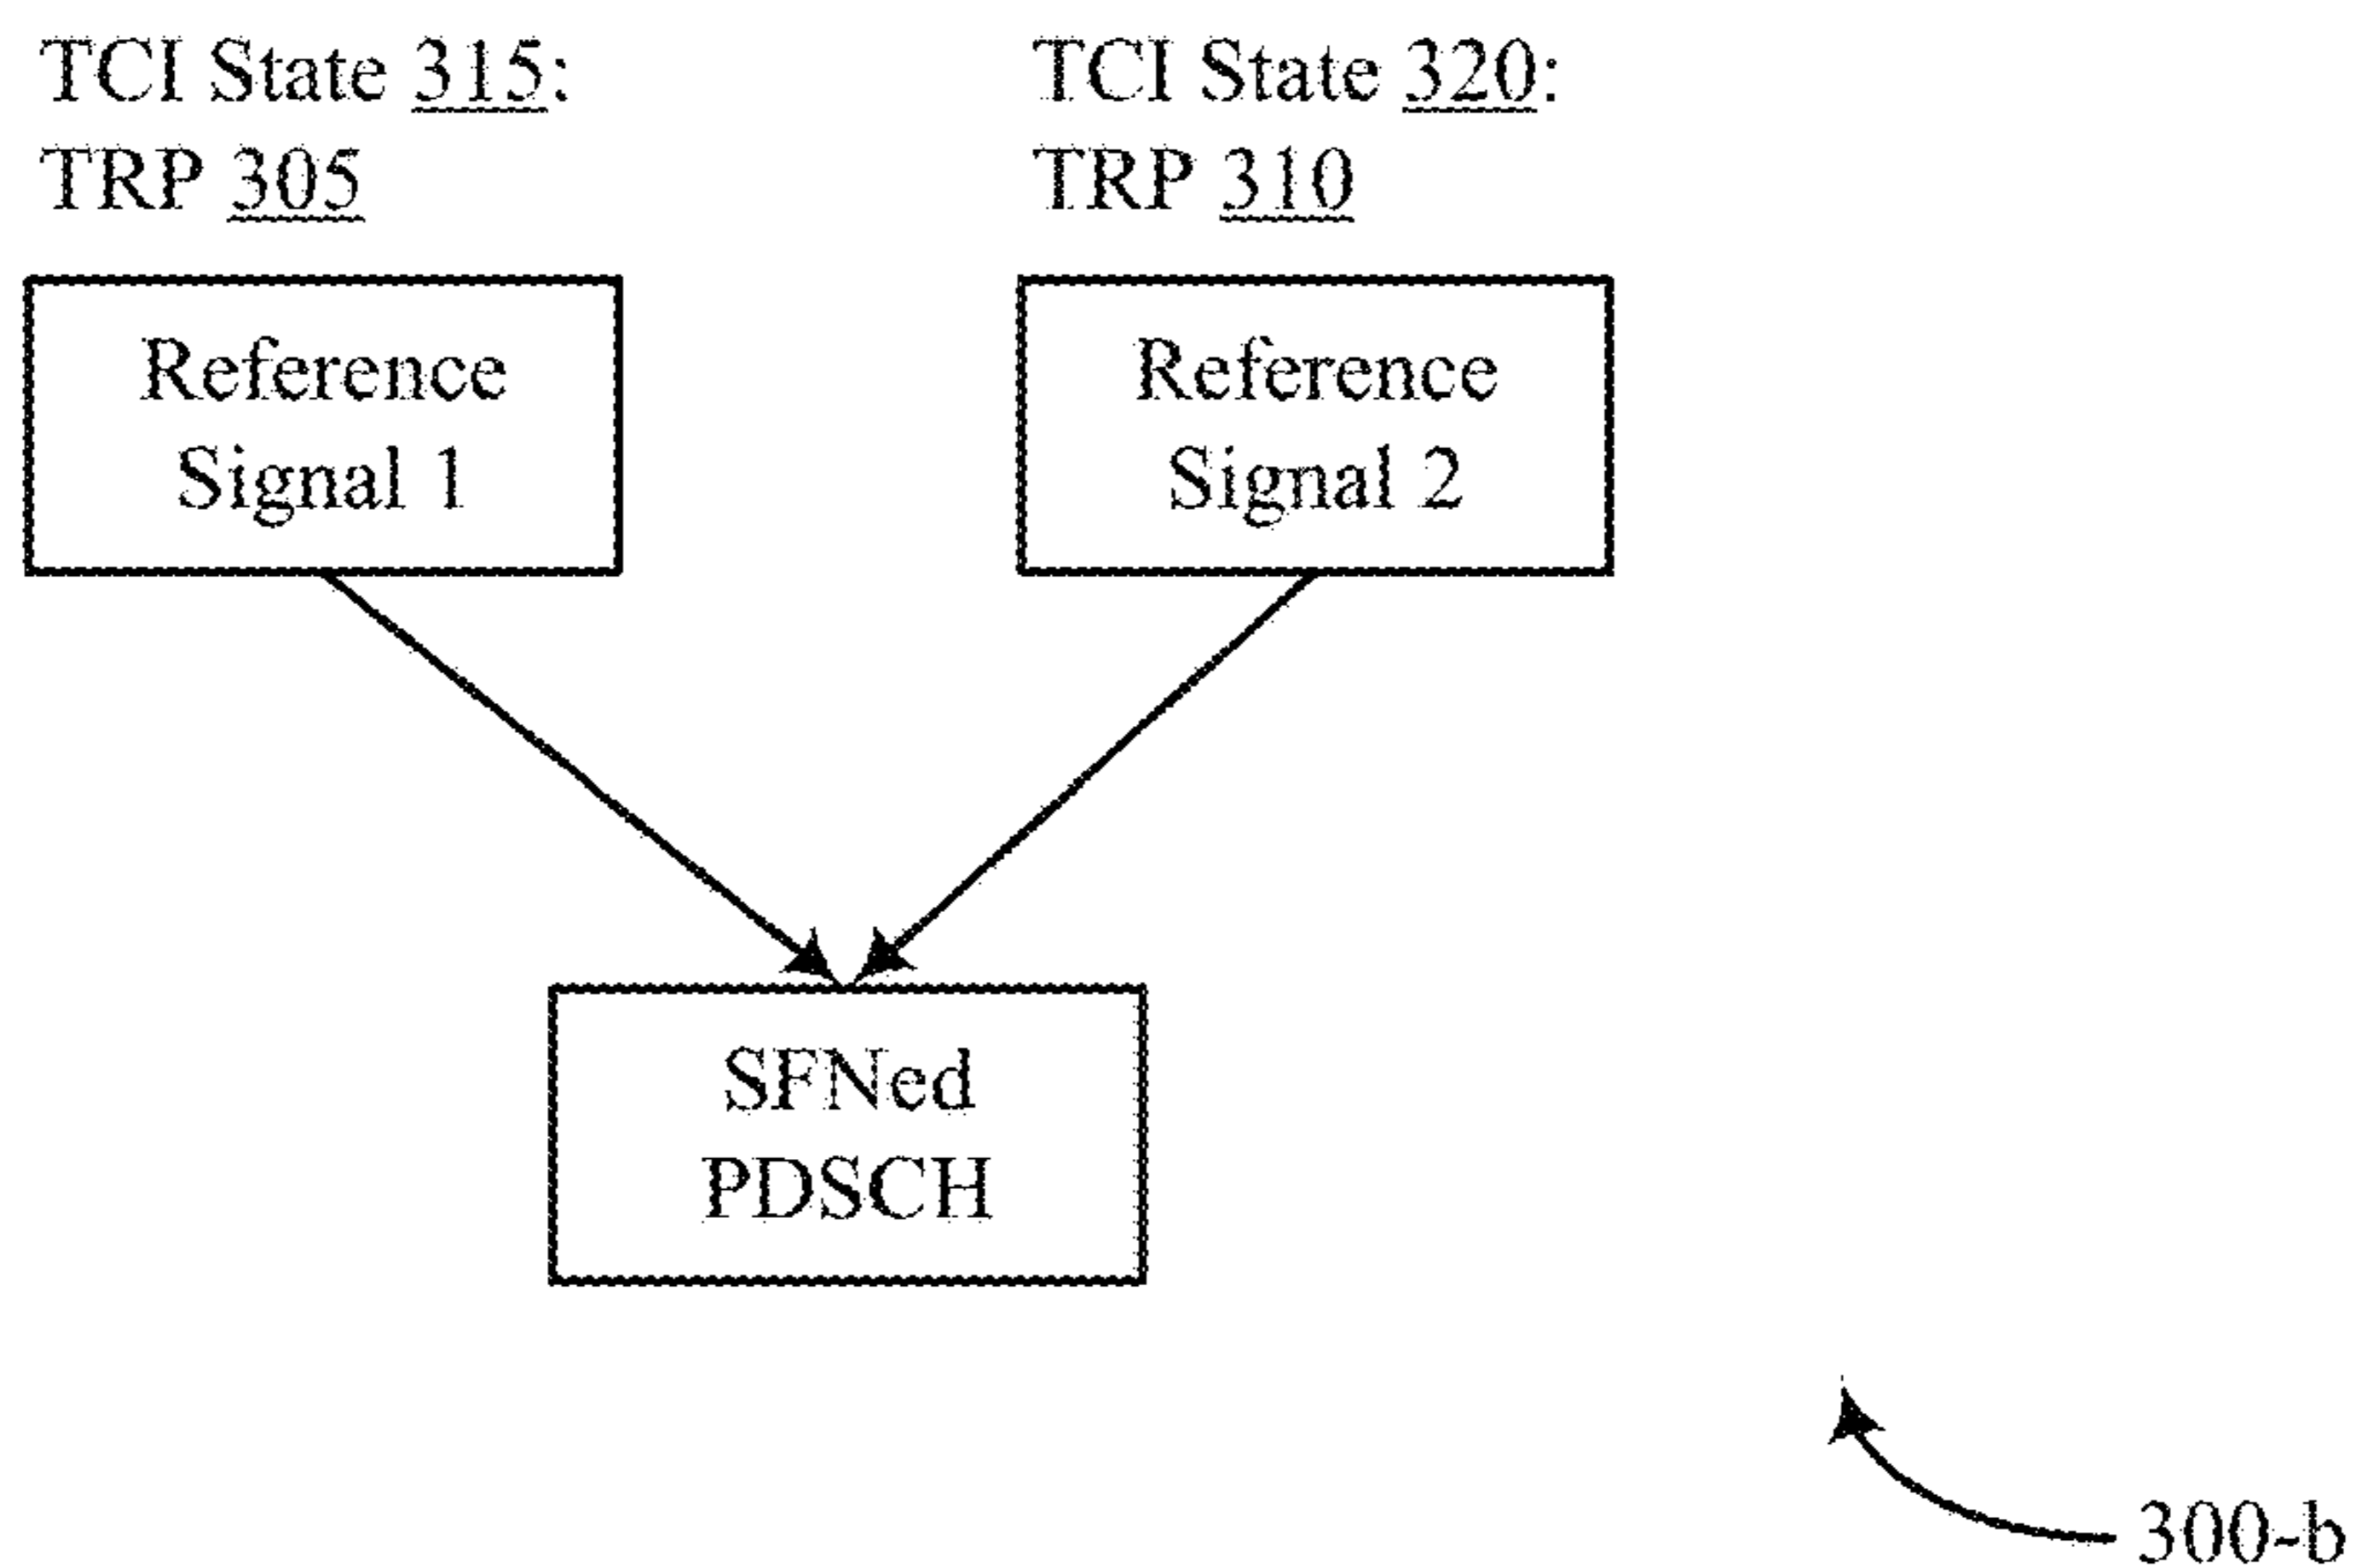 TCI State 315:
TRP 305
TCI State 320:
TRP 310
Reference
Signal 1
Reference
Signal 2
SFNed
PDSCH
300-b